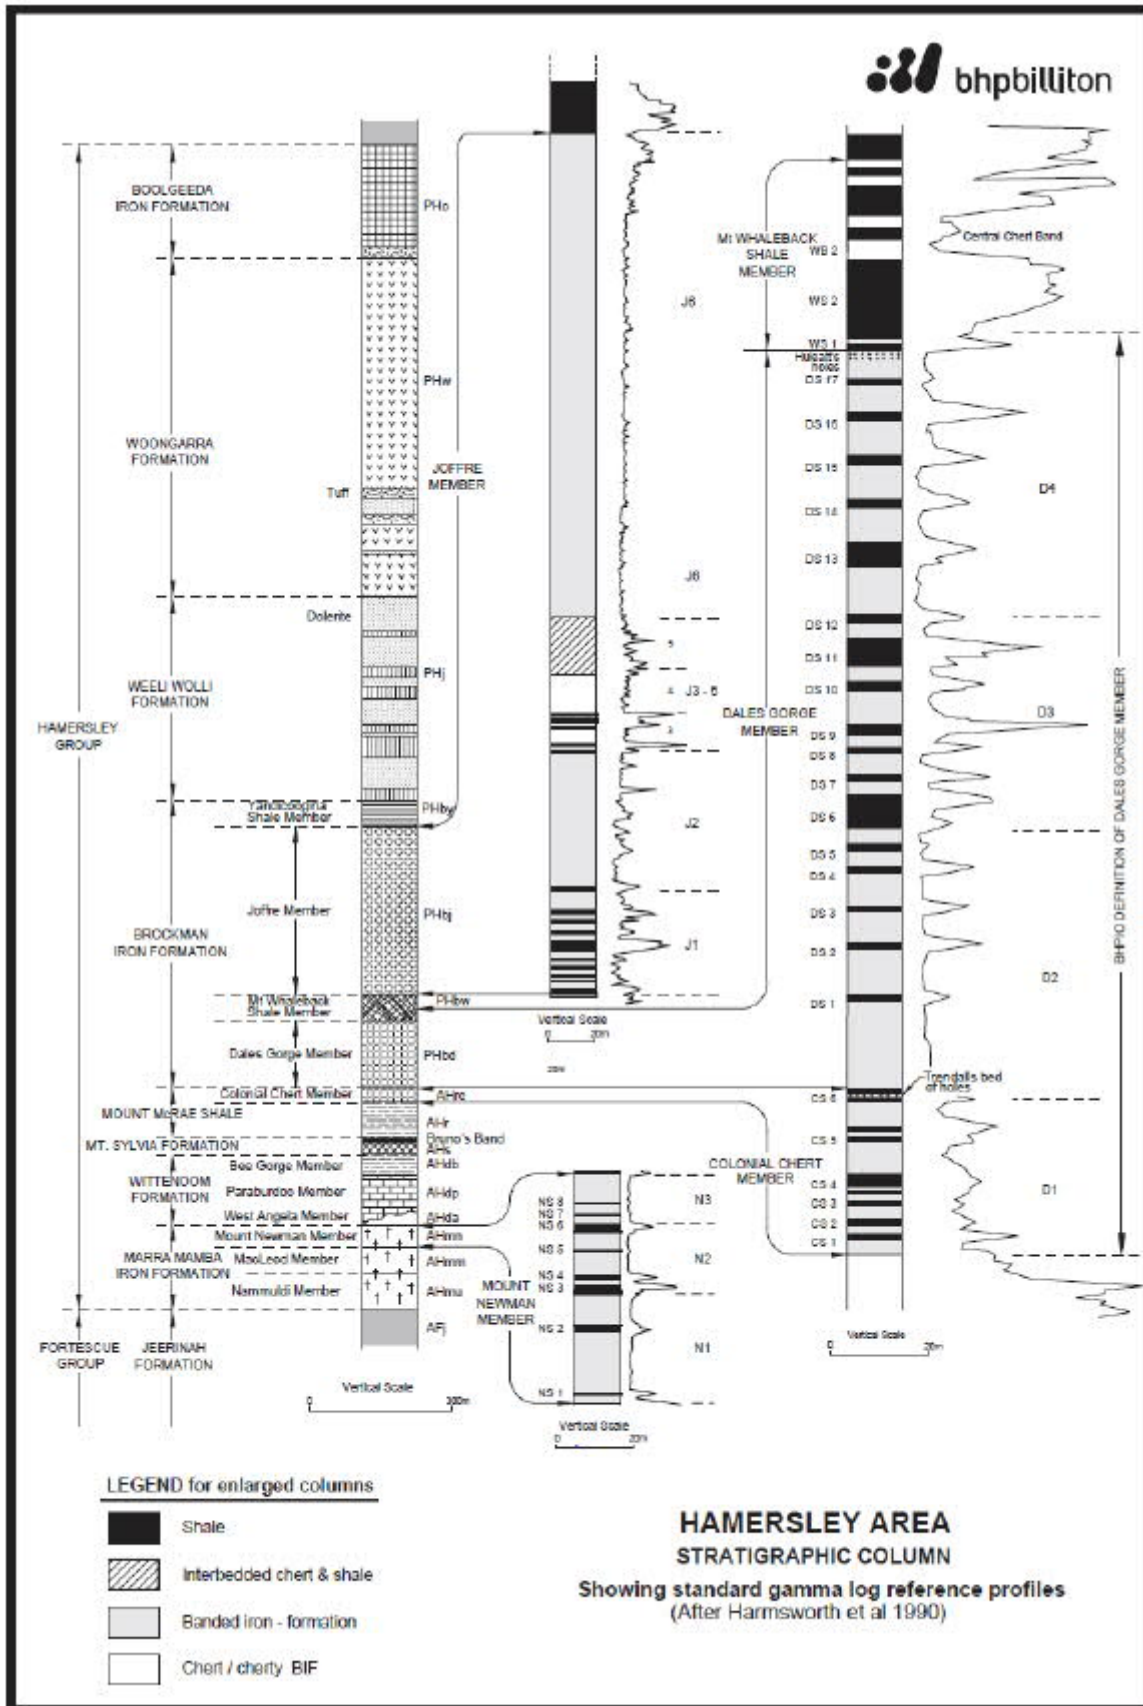 bhpbilliton
BOOLGEEDA
IRON FORMATION
WOONGARRA
FORMATION
WEELI WOLLI
FORMATION
HAMERSLEY
GROUP
BROCKMAN
IRON FORMATION
MOUNT McRAE SHALE
MT. SYLVIA FORMATION
WITTENOOM
FORMATION
MARRA MAMBA
IRON FORMATION
FORTESCUE
GROUP
JEERINAH
FORMATION
Tuff
Dolerite
Yandicoogina
Shale Member
Joffre Member
Mt Whaleback
Shale Member
Dales Gorge Member
Colonial Chert Member
Bee Gorge Member
Paraburdoo Member
West Angela Member
Mount Newman Member
MacLeod Member
Nammuldi Member
PHo
PHw
PHj
PHby
PHbj
PHbw
PHbd
AHrc
AHr
Bruno's Band
AHs
AHdb
AHdp
AHda
AHmn
AHmm
AHmu
AFj
Vertical Scale
0 300m
JOFFRE
MEMBER
J6
J6
5
4
J3 - 5
3
J2
J1
Vertical Scale
0 20m
20m
MOUNT
NEWMAN
MEMBER
NS 8
NS 7
NS 6
NS 5
NS 4
NS 3
NS 2
NS 1
N3
N2
N1
Vertical Scale
0 20m
Mt WHALEBACK
SHALE
MEMBER
DALES GORGE
MEMBER
COLONIAL CHERT
MEMBER
WB 2
WS 2
WS 1
holes
DS 17
DS 16
DS 15
DS 14
DS 13
DS 12
DS 11
DS 10
DS 9
DS 8
DS 7
DS 6
DS 5
DS 4
DS 3
DS 2
DS 1
CS 6
CS 5
CS 4
CS 3
CS 2
CS 1
Central Chert Band
D4
D3
D2
Trendalls bed
of holes
D1
BHPIO DEFINITION OF DALES GORGE MEMBER
Vertical Scale
0 20m
LEGEND for enlarged columns
Shale
Interbedded chert & shale
Banded iron - formation
Chert / cherty BIF
HAMERSLEY AREA
STRATIGRAPHIC COLUMN
Showing standard gamma log reference profiles
(After Harmsworth et al 1990)